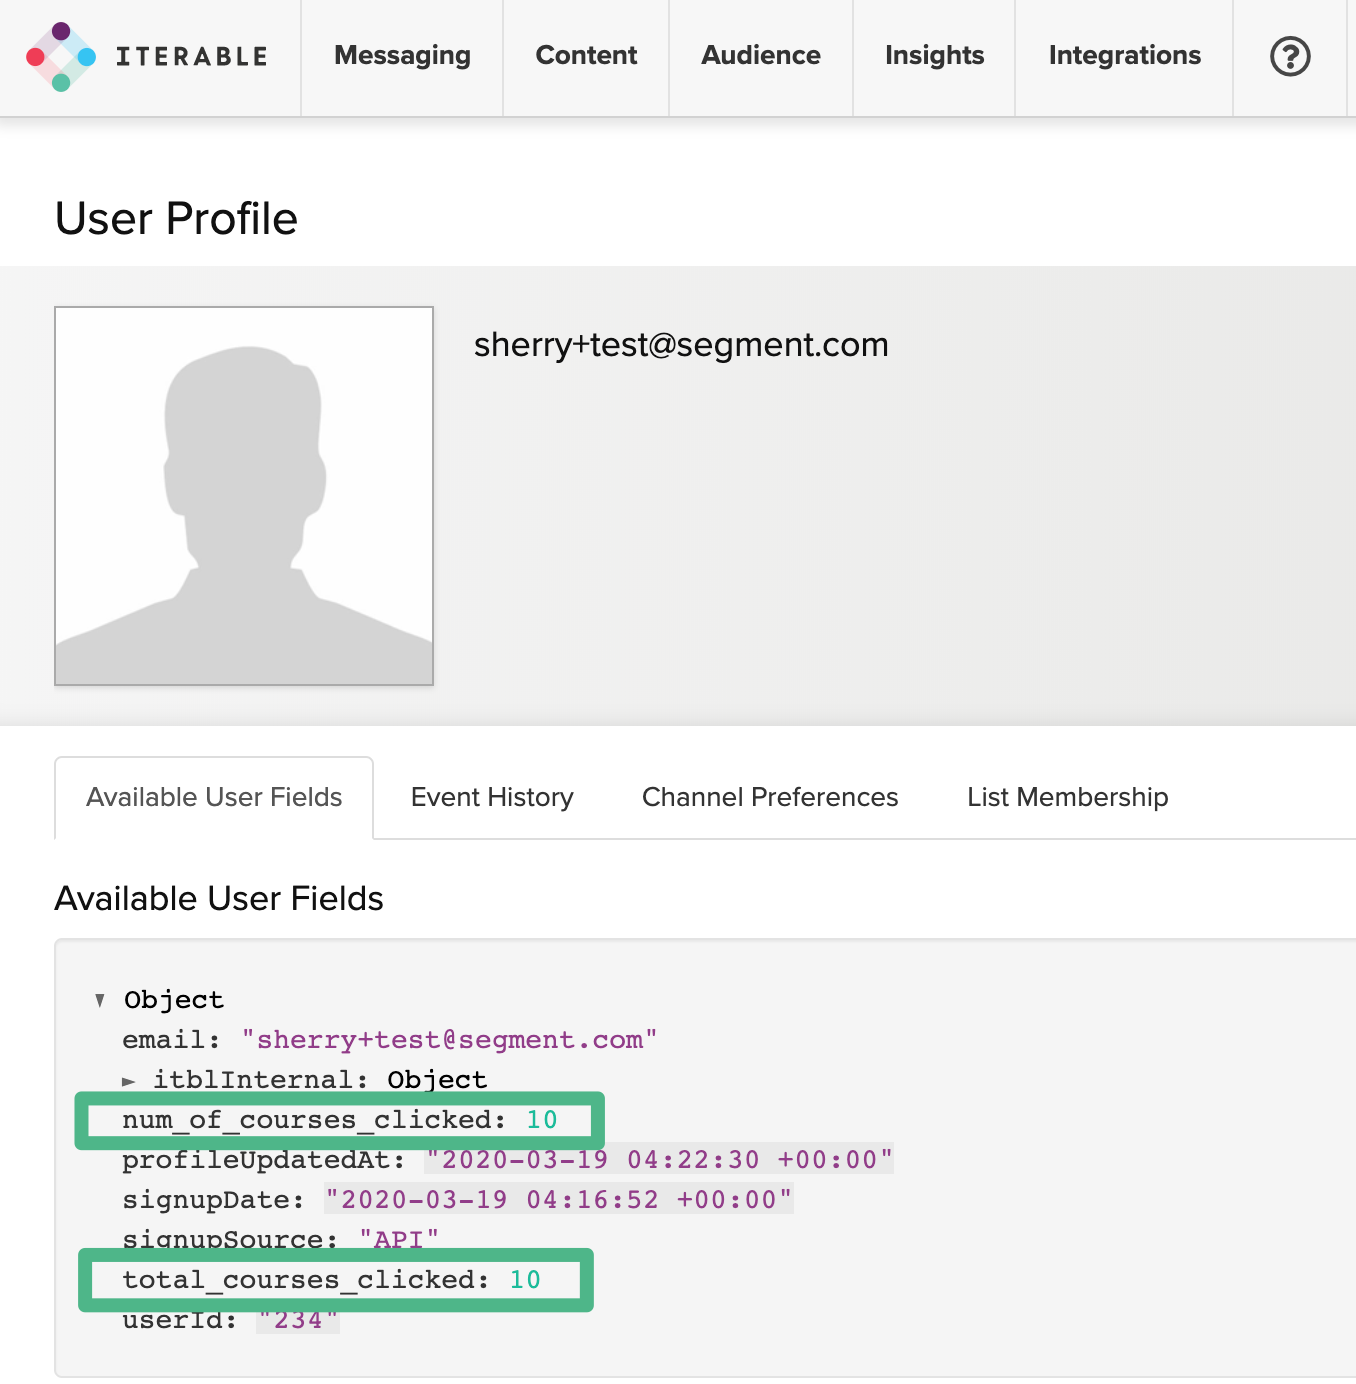 ITERABLE Messaging Content Audience Insights Integrations ?
User Profile
sherry+test@segment.com
Available User Fields Event History Channel Preferences List Membership
Available User Fields
▼ Object
email: "sherry+test@segment.com"
► itblInternal: Object
num_of_courses_clicked: 10
profileUpdatedAt: "2020-03-19 04:22:30 +00:00"
signupDate: "2020-03-19 04:16:52 +00:00"
signupSource: "API"
total_courses_clicked: 10
userId: "234"